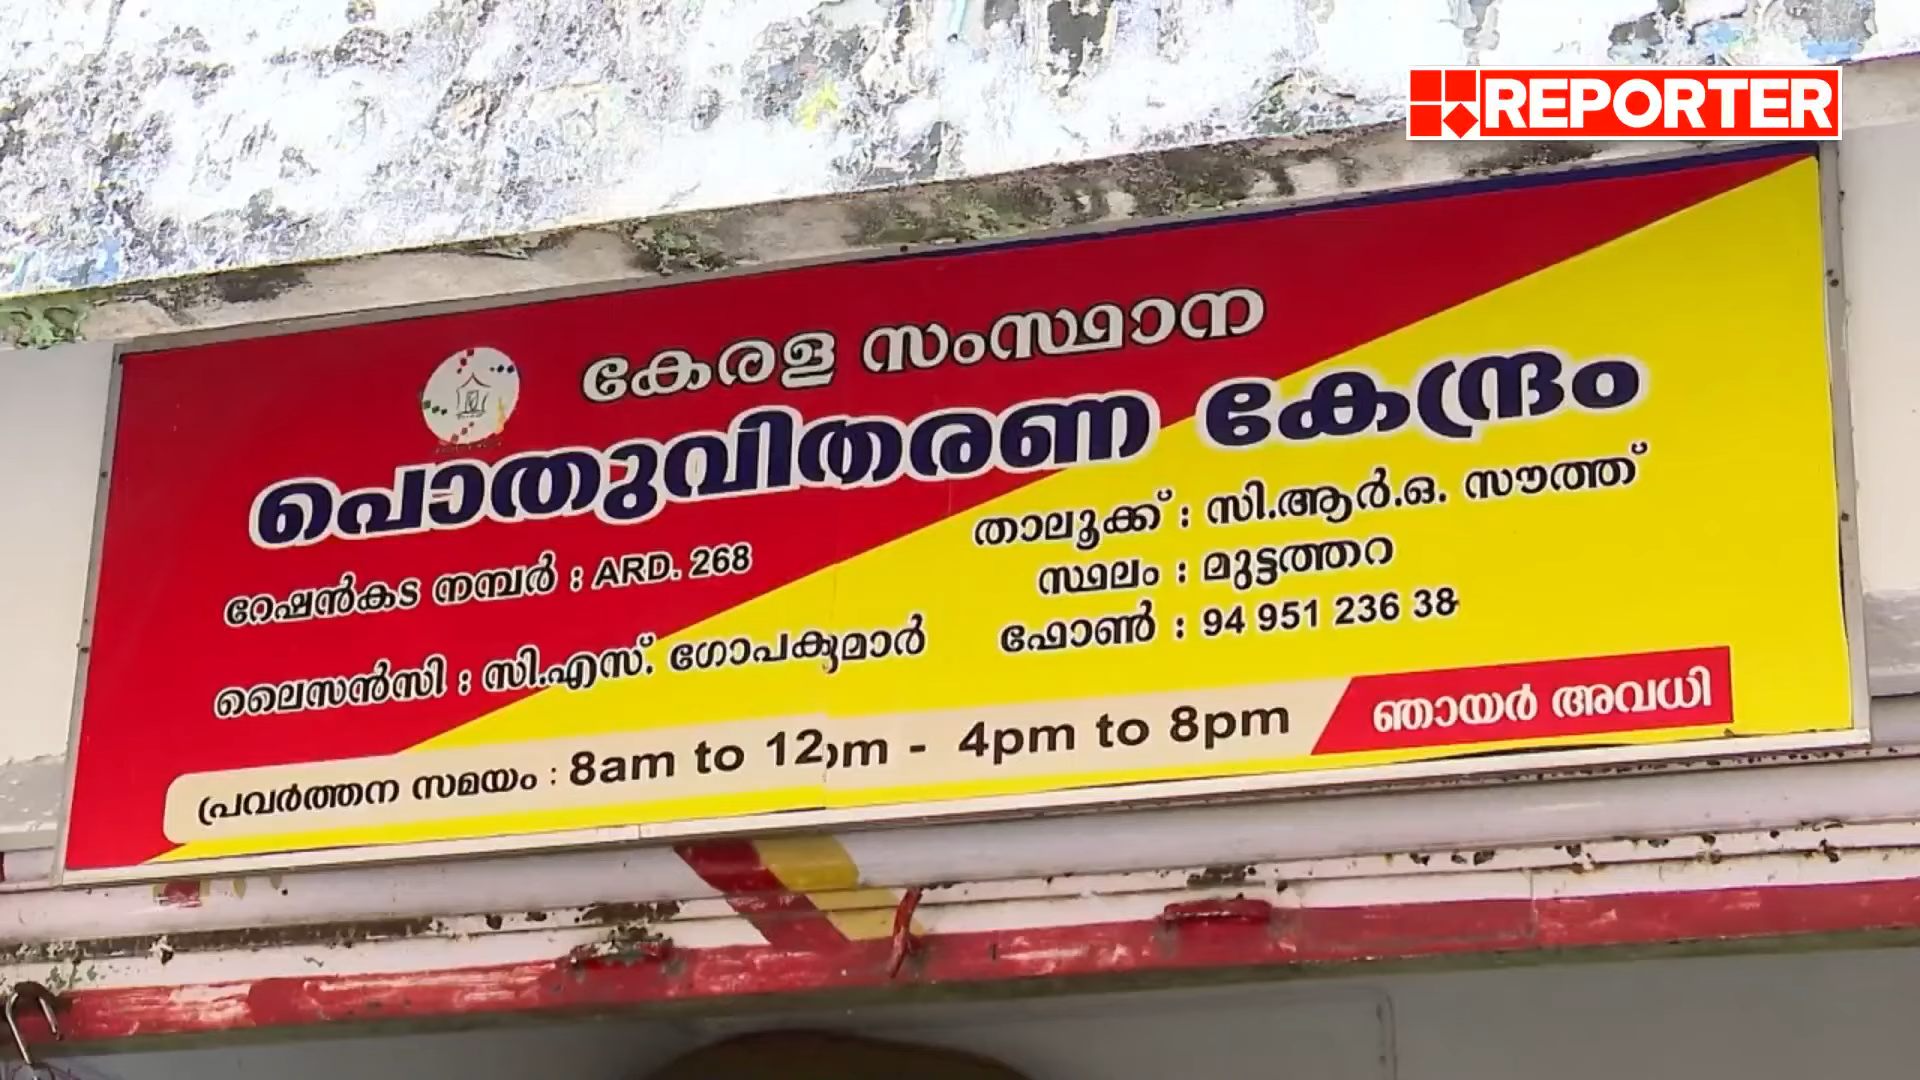 REPORTER
കേരള സംസ്ഥാന
പൊതുവിതരണ കേന്ദ്രം
റേഷൻകട നമ്പർ : ARD. 268
ലൈസൻസി : സി.എസ്. ഗോപകുമാർ
താലൂക്ക് : സി.ആർ.ഒ. സൗത്ത്
സ്ഥലം : മുട്ടത്തറ
ഫോൺ : 94 951 236 38
പ്രവർത്തന സമയം : 8am to 12pm - 4pm to 8pm
ഞായർ അവധി